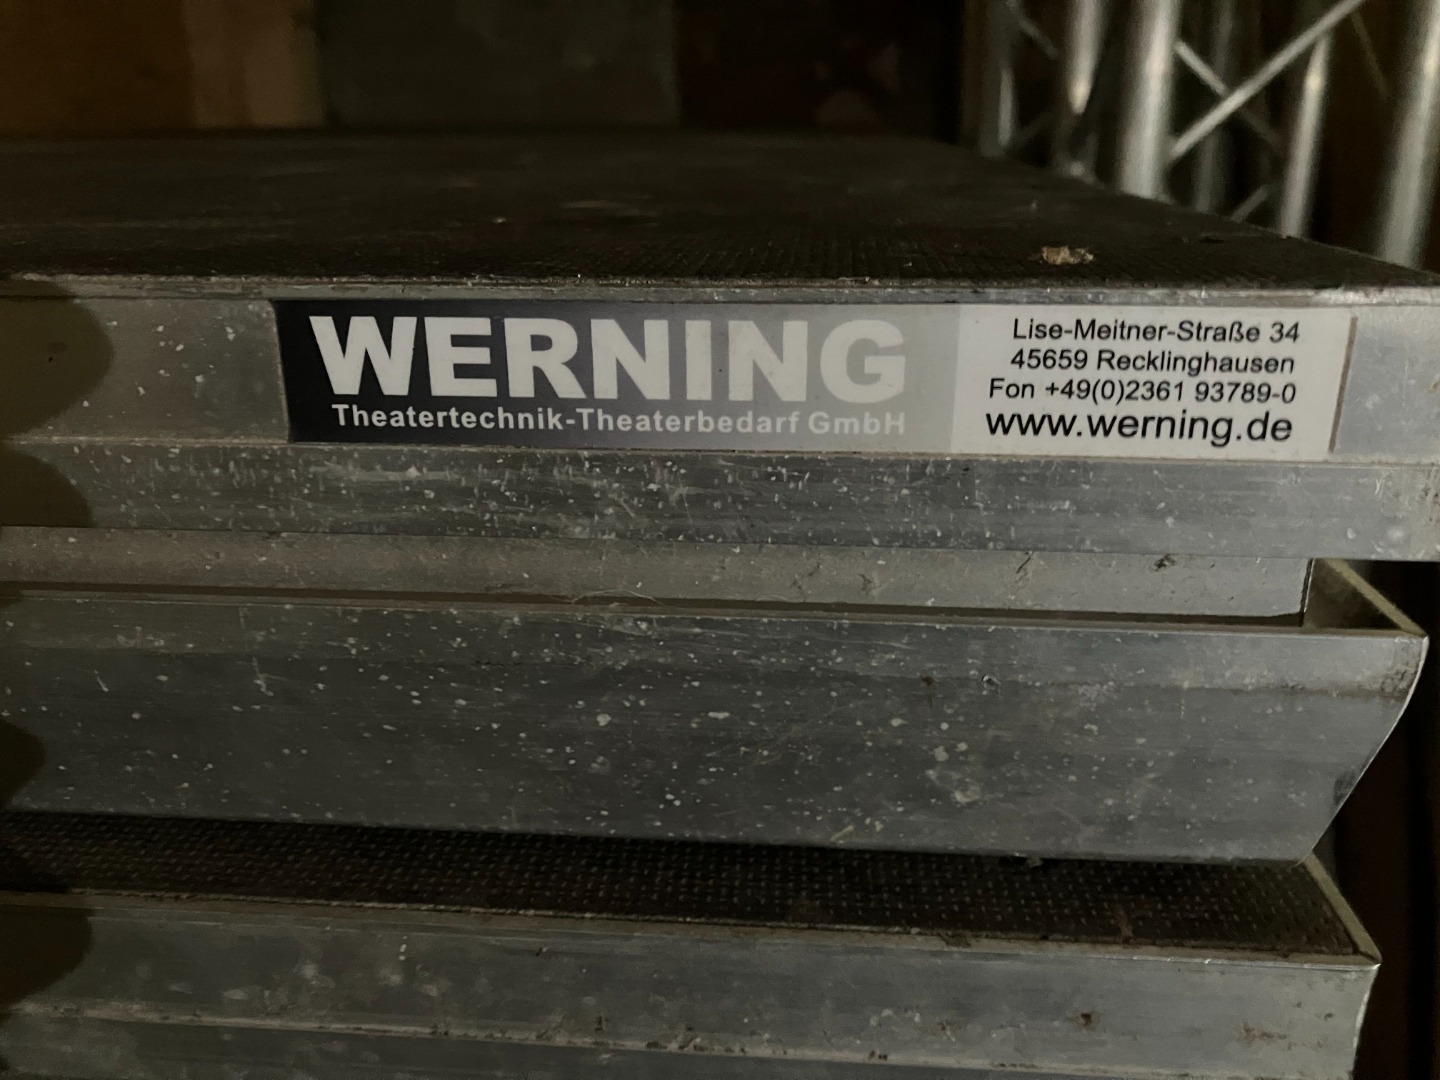 WERNING
Theatertechnik-Theaterbedarf GmbH
Lise-Meitner-Straße 34
45659 Recklinghausen
Fon +49(0)2361 93789-0
www.werning.de